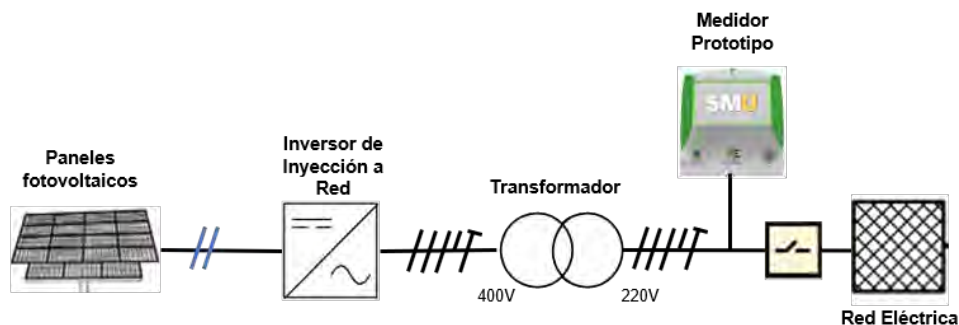 Medidor
Prototipo
SMU
Inversor de
Inyección a
Red
Paneles
fotovoltaicos
Transformador
400V
220V
Red Eléctrica